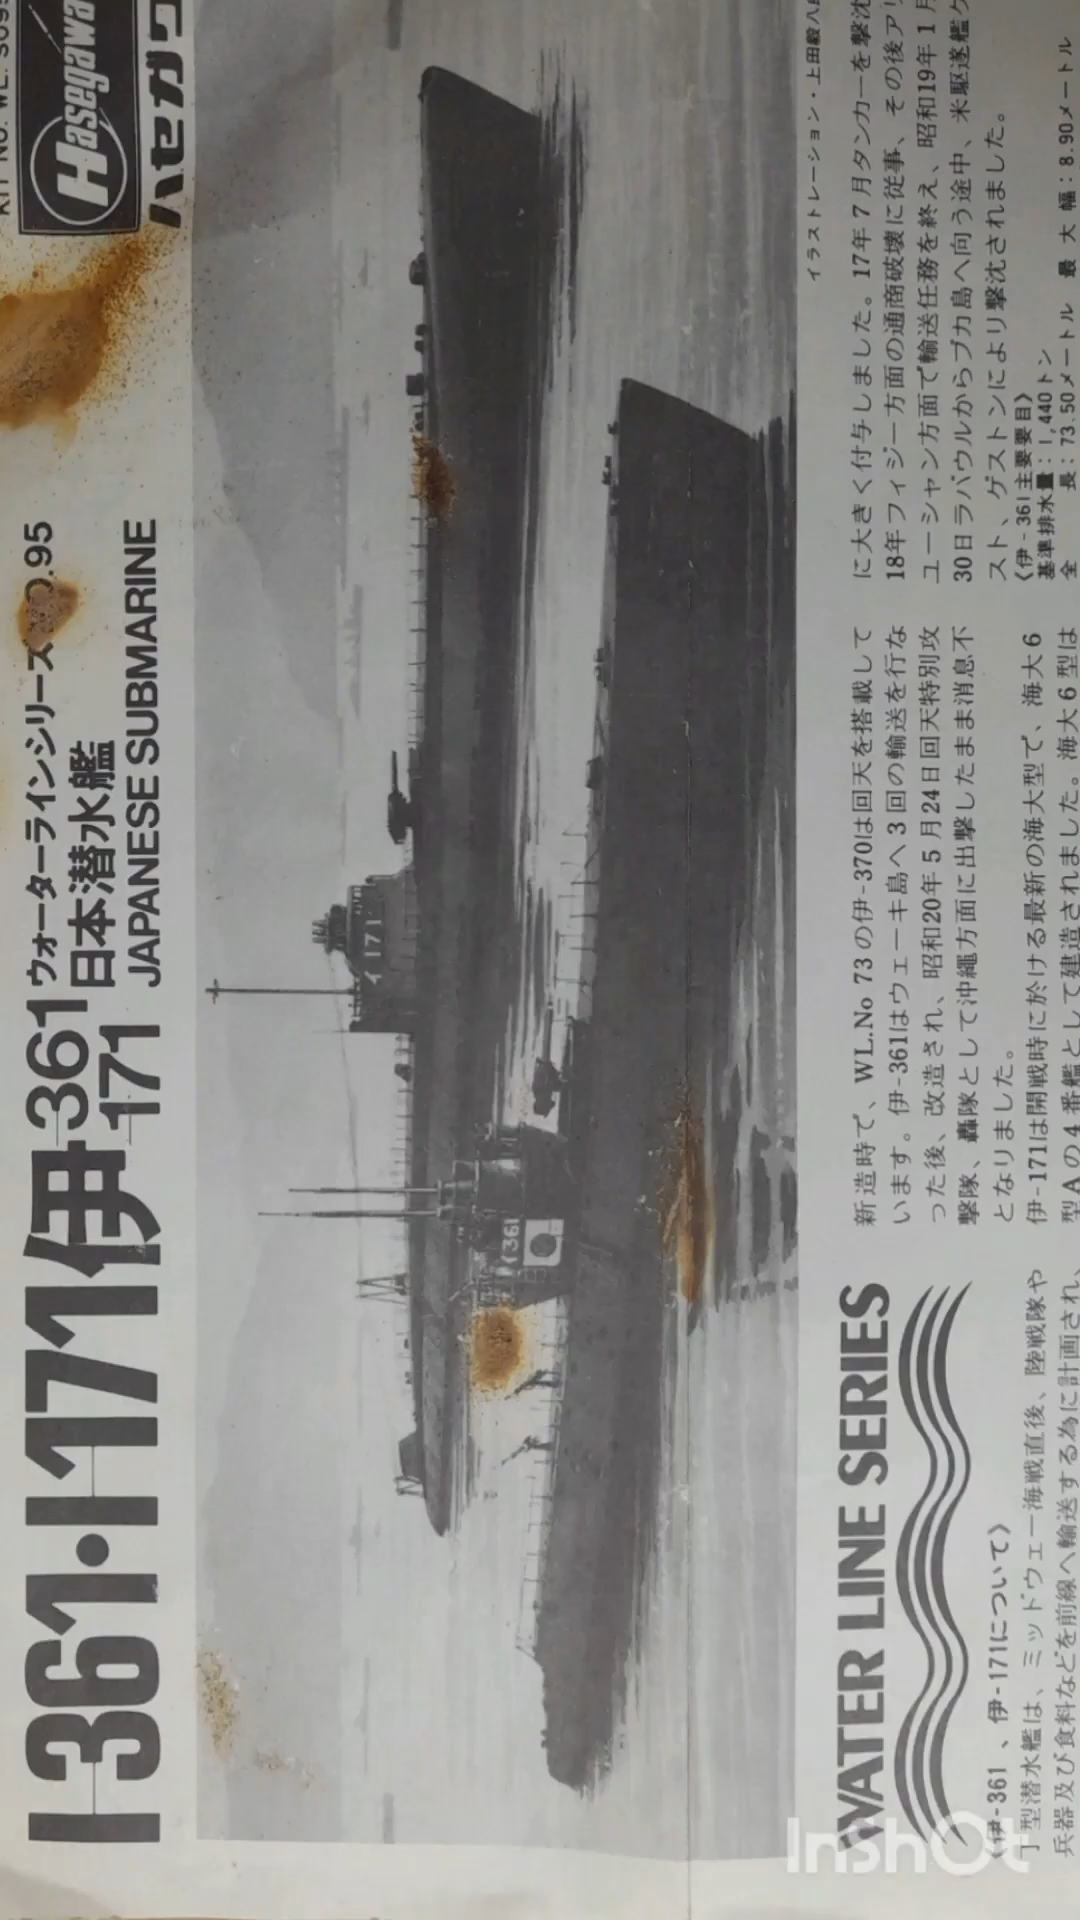 I-361・I-171
伊-361
伊-171
ウォーターラインシリーズ
.95
日本潜水艦
JAPANESE SUBMARINE
KIT NO. WL.
Hasegawa
ハセガワ
イ171
イ361
イラストレーション・上田毅八
WATER LINE SERIES
《伊-361、伊-171について》
丁型潜水艦は、ミッドウェー海戦直後、陸戦隊や
兵器及び食料などを前線へ輸送する為に計画され、
新造時で、WL.No 73の伊-370は回天を搭載して
います。伊-361はウェーキ島へ3回の輸送を行な
った後、改造され、昭和20年5月24日回天特別攻
撃隊、轟隊として沖縄方面に出撃したまま消息不
となりました。
伊-171は開戦時に於ける最新の海大型で、海大6
型Aの4番艦として建造されました。海大6型は
に大きく付与しました。17年7月タンカーを撃沈
18年フィジー方面の通商破壊に従事、その後アリ
ューシャン方面で輸送任務を終え、昭和19年1月
30日ラバウルからブカ島へ向う途中、米駆逐艦ゲ
スト、ゲストンにより撃沈されました。
《伊-361主要要目》
基準排水量：1,440トン
全長：73.50メートル 最大幅：8.90メートル
InShOt